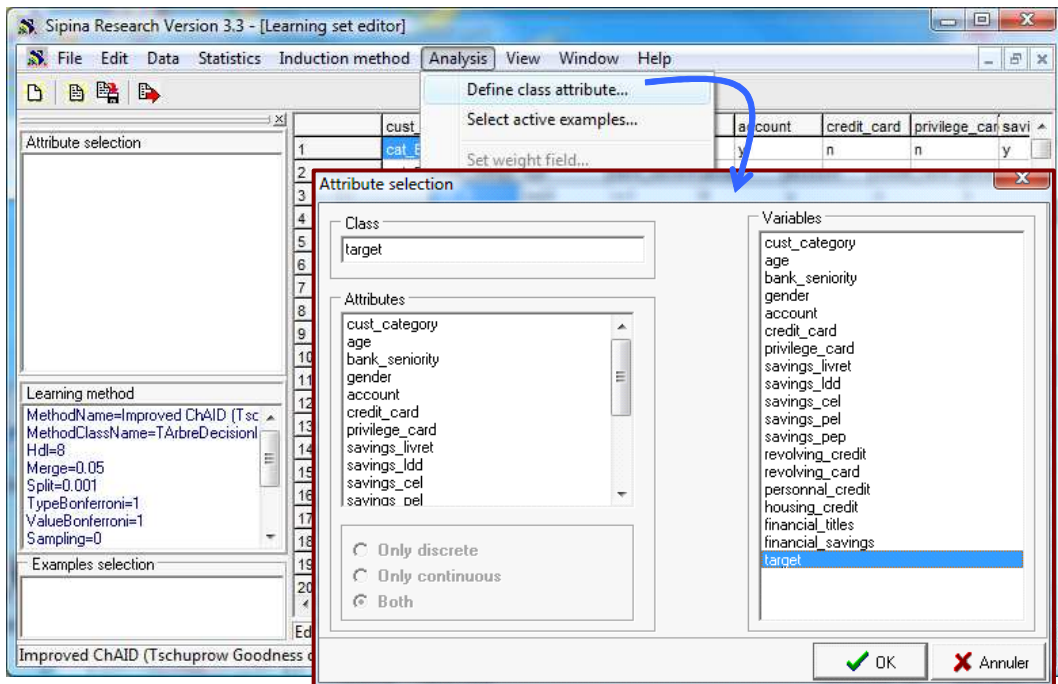 Sipina Research Version 3.3 - [Learning set editor]
File Edit Data Statistics Induction method Analysis View Window Help
Define class attribute...
Select active examples...
Set weight field...
Attribute selection
cust account credit_card privilege_car savi
1 cat_ y n n y
2
3
4
5
6
7
8
9
10
11
12
13
14
15
16
17
18
19
20
Learning method
MethodName=Improved ChAID (Tsc
MethodClassName=TArbreDecisionI
Hdl=8
Merge=0.05
Split=0.001
TypeBonferroni=1
ValueBonferroni=1
Sampling=0
Examples selection
Ed
Improved ChAID (Tschuprow Goodness
Attribute selection
Class
target
Attributes
cust_category
age
bank_seniority
gender
account
credit_card
privilege_card
savings_livret
savings_ldd
savings_cel
savings_pel
Only discrete
Only continuous
Both
Variables
cust_category
age
bank_seniority
gender
account
credit_card
privilege_card
savings_livret
savings_ldd
savings_cel
savings_pel
savings_pep
revolving_credit
revolving_card
personnal_credit
housing_credit
financial_titles
financial_savings
target
OK
Annuler